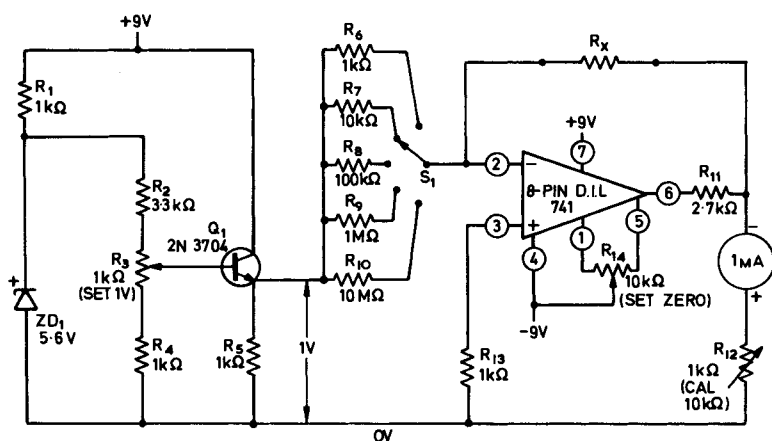 +9V
R1
1kΩ
R2
3·3kΩ
R3
1kΩ
(SET 1V)
R4
1kΩ
ZD1
5·6V
+
Q1
2N 3704
R5
1kΩ
1V
R6
1kΩ
R7
10kΩ
R8
100kΩ
R9
1MΩ
R10
10MΩ
S1
RX
+9V
7
2
−
8-PIN D.I.L
741
3
+
6
R11
2·7kΩ
4
1
5
R14
10kΩ
(SET ZERO)
-9V
R13
1kΩ
−
1MA
+
R12
1kΩ
(CAL
10kΩ)
0V